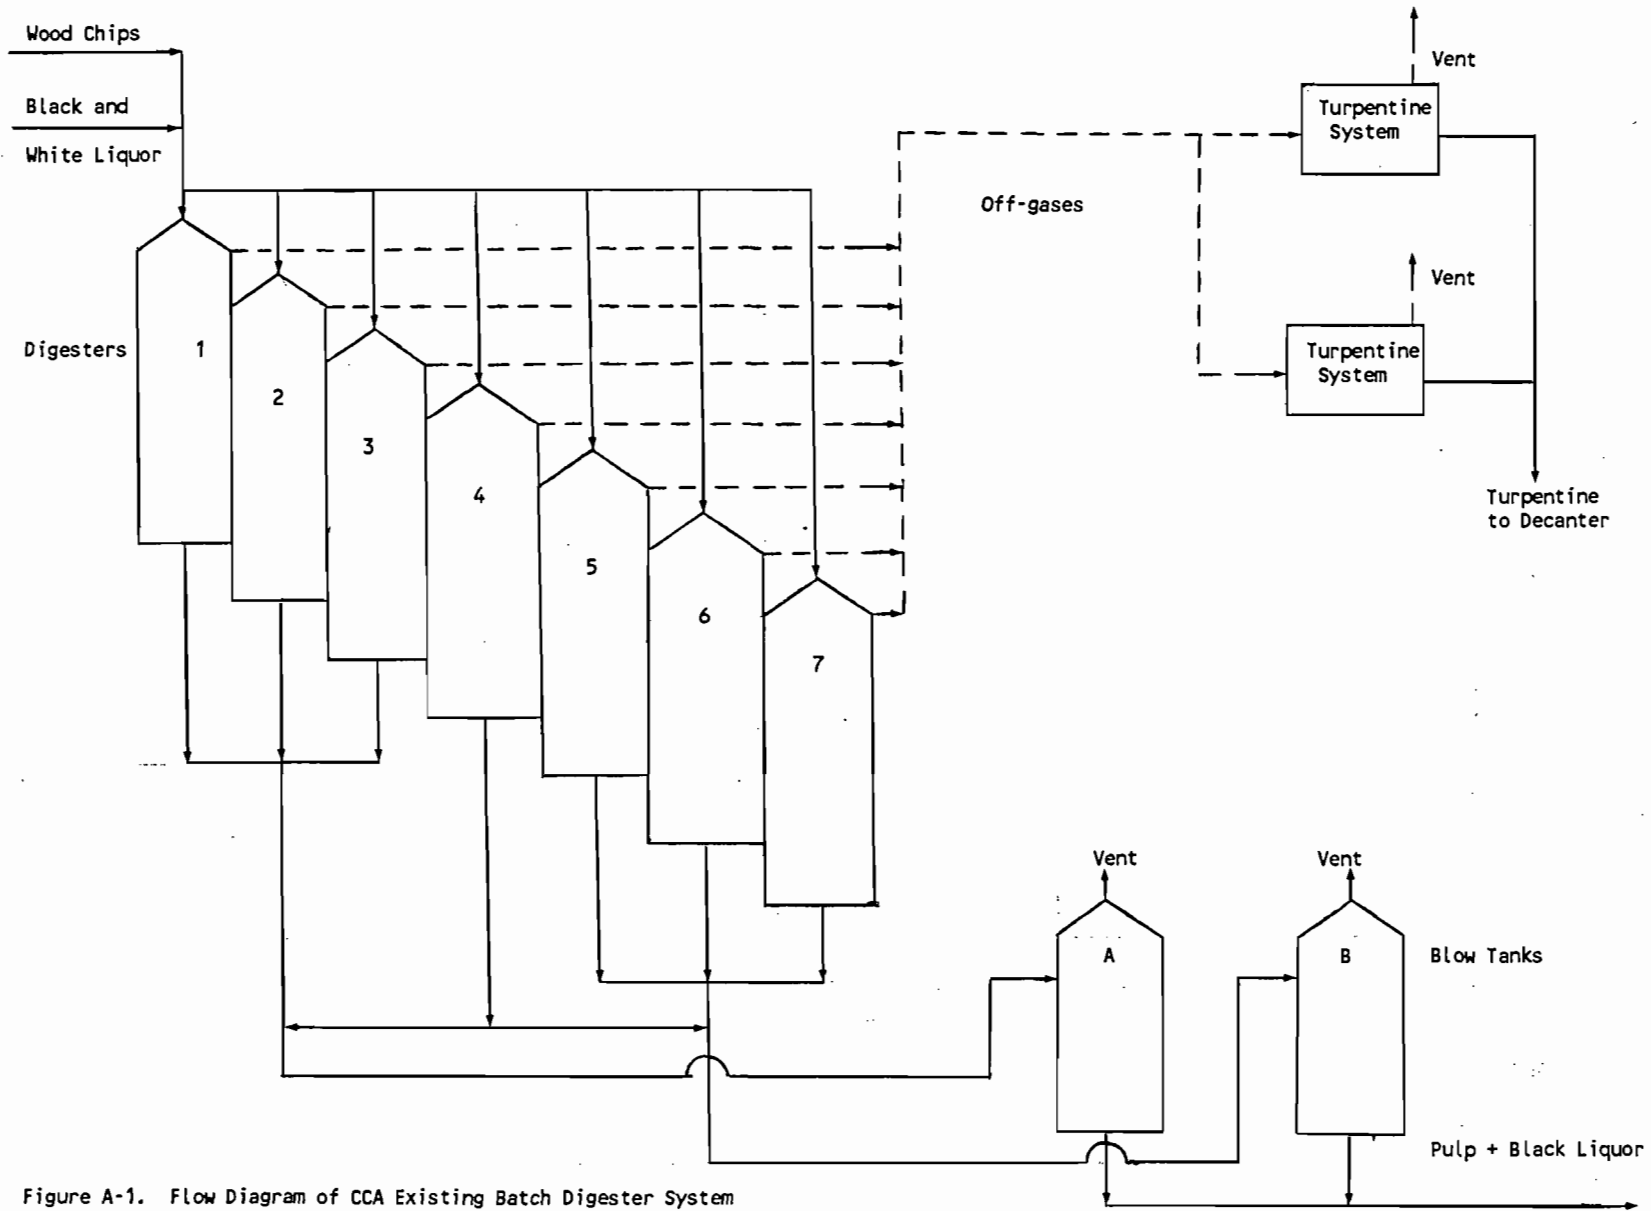 Wood Chips
Black and
White Liquor
Vent
Turpentine
System
Off-gases
Vent
Turpentine
System
Digesters
1
2
3
4
5
6
7
Turpentine
to Decanter
Vent
Vent
A
B
Blow Tanks
Pulp + Black Liquor
Figure A-1. Flow Diagram of CCA Existing Batch Digester System